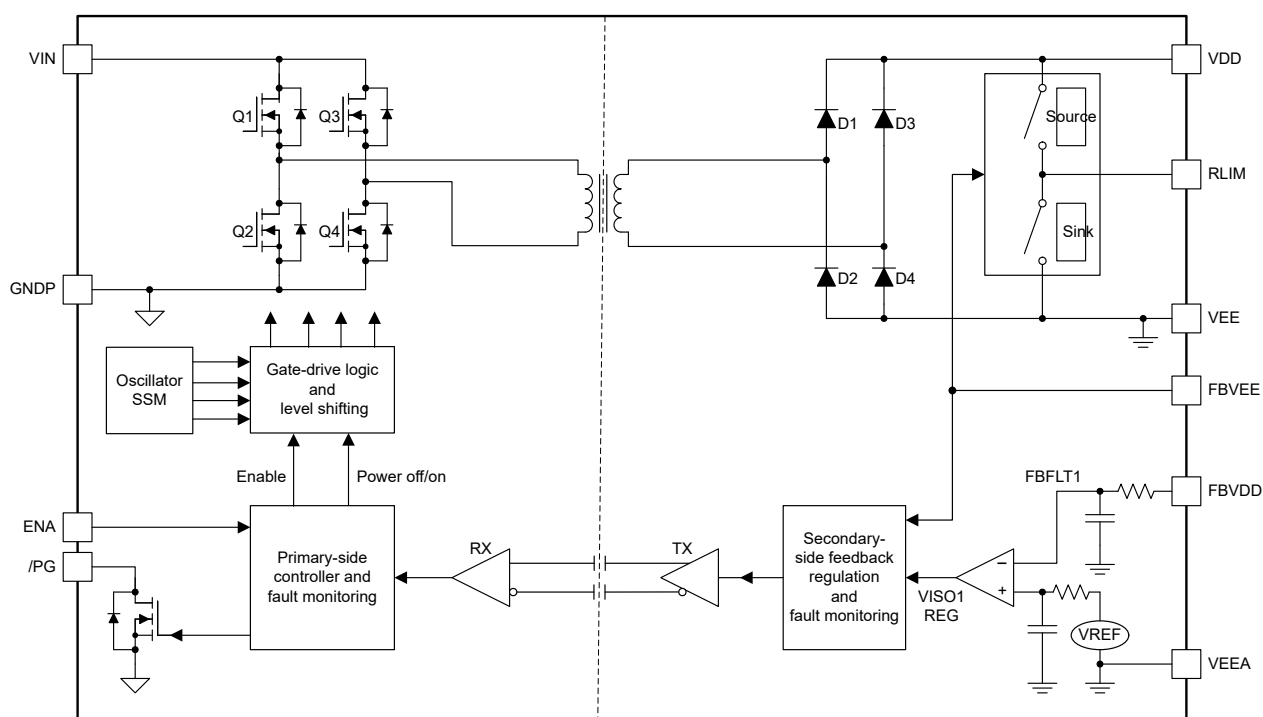 VIN
VDD
Q1
Q3
D1
D3
Source
RLIM
Q2
Q4
Sink
D2
D4
GNDP
VEE
Oscillator
SSM
Gate-drive logic
and
level shifting
FBVEE
Enable
Power off/on
FBFLT1
FBVDD
ENA
/PG
Primary-side
controller and
fault monitoring
RX
TX
Secondary-
side feedback
regulation
and
fault monitoring
−
+
VISO1
REG
VREF
VEEA